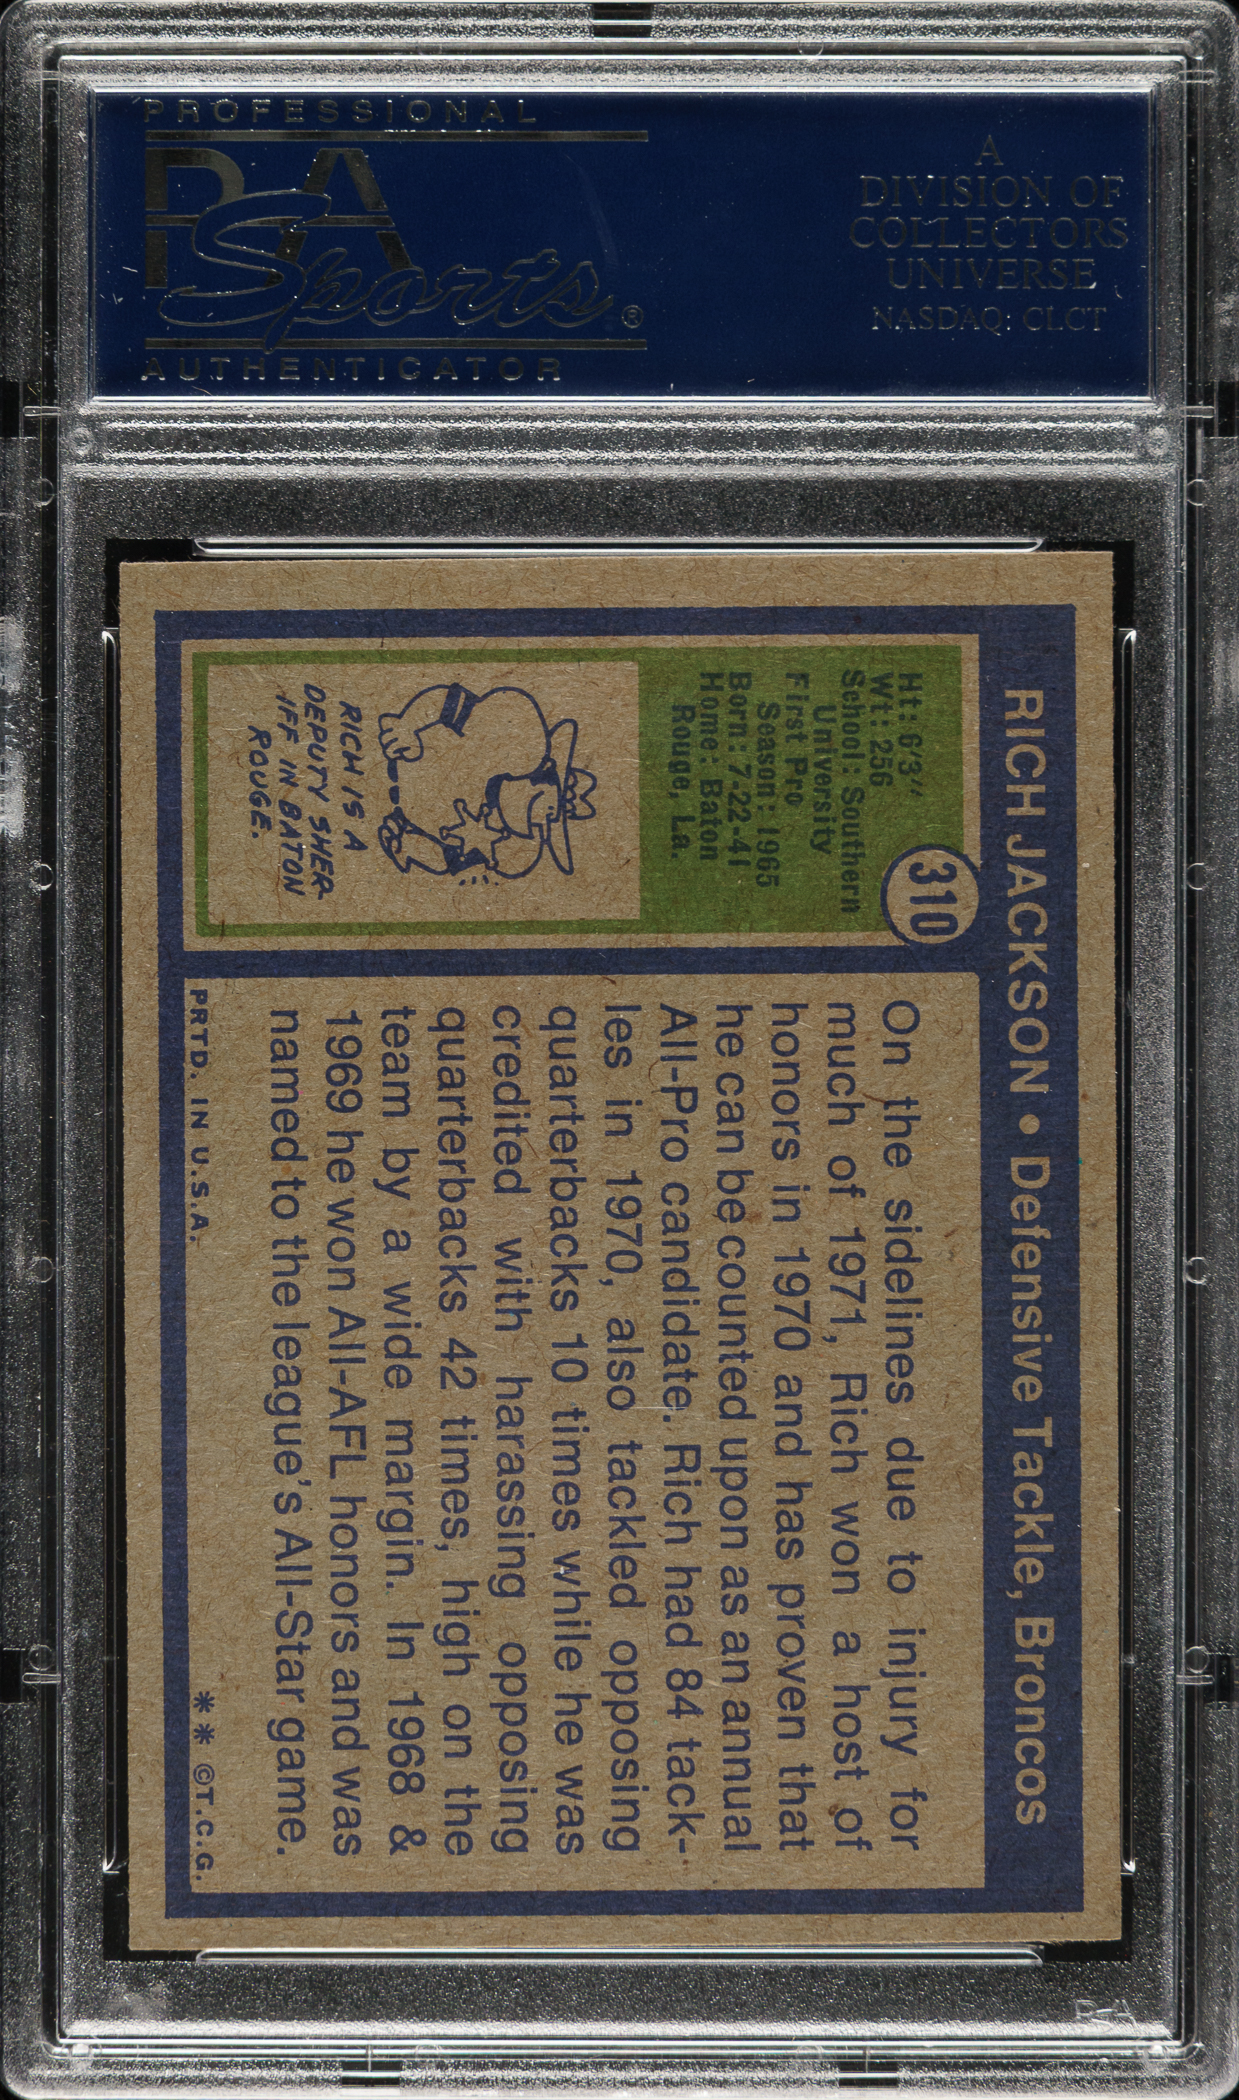 PROFESSIONAL
PSA
Sports®
AUTHENTICATOR
A
DIVISION OF
COLLECTORS
UNIVERSE
NASDAQ: CLCT
RICH JACKSON • Defensive Tackle, Broncos
310
Ht: 6'3"
Wt: 256
School: Southern
University
First Pro
Season: 1965
Born: 7-22-41
Home: Baton
Rouge, La.
RICH IS A
DEPUTY SHER-
IFF IN BATON
ROUGE.
On the sidelines due to injury for
much of 1971, Rich won a host of
honors in 1970 and has proven that
he can be counted upon as an annual
All-Pro candidate. Rich had 84 tack-
les in 1970, also tackled opposing
quarterbacks 10 times while he was
credited with harassing opposing
quarterbacks 42 times, high on the
team by a wide margin. In 1968 &
1969 he won All-AFL honors and was
named to the league's All-Star game.
PRTD. IN U.S.A.
** ©T.C.G.
PSA